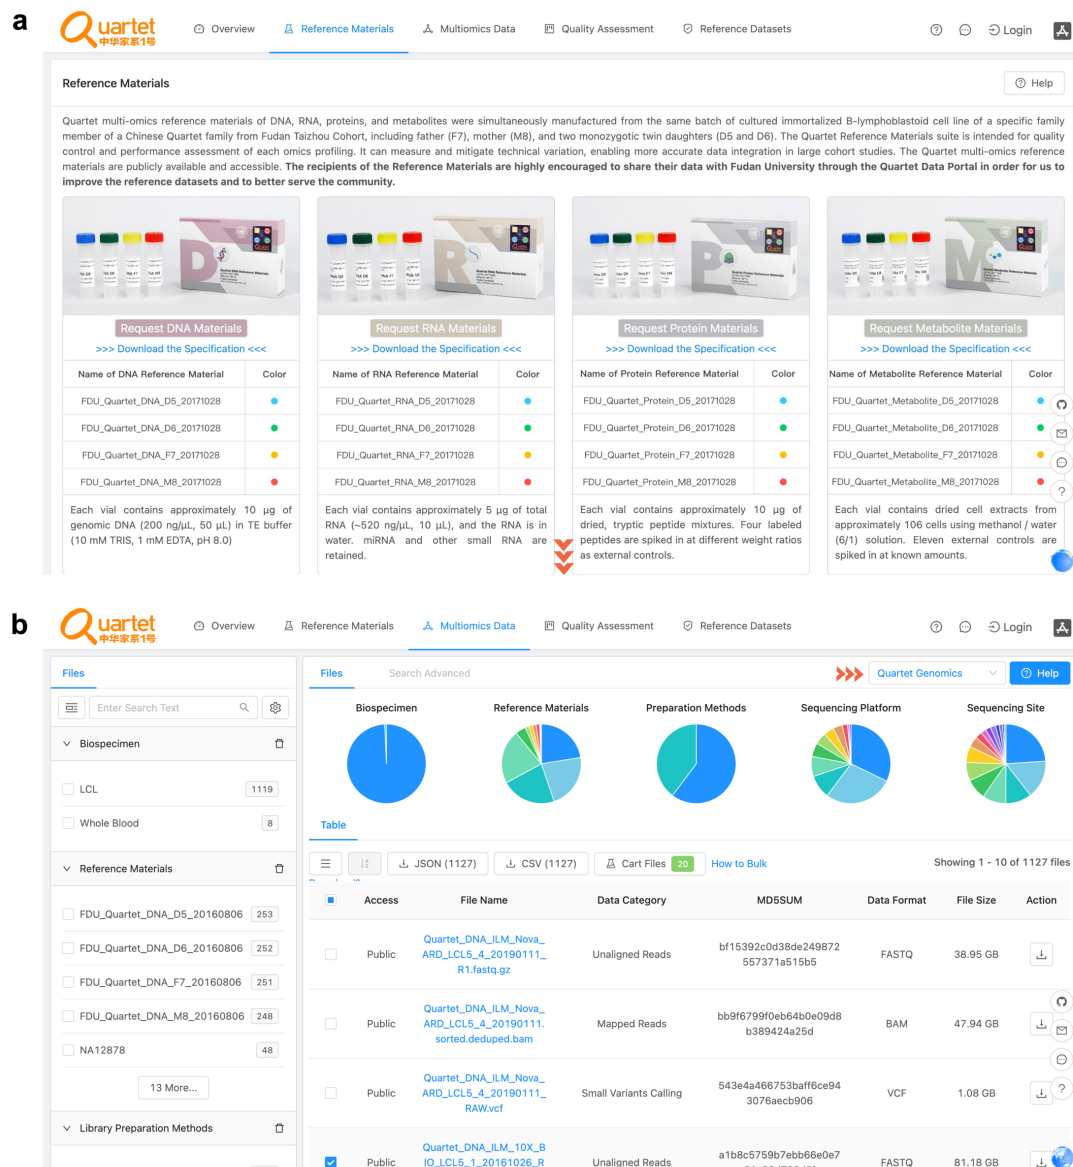 a
Quartet
中华家系1号
Overview
Reference Materials
Multiomics Data
Quality Assessment
Reference Datasets
Login
Reference Materials
Help
Quartet multi-omics reference materials of DNA, RNA, proteins, and metabolites were simultaneously manufactured from the same batch of cultured immortalized B-lymphoblastoid cell line of a specific family
member of a Chinese Quartet family from Fudan Taizhou Cohort, including father (F7), mother (M8), and two monozygotic twin daughters (D5 and D6). The Quartet Reference Materials suite is intended for quality
control and performance assessment of each omics profiling. It can measure and mitigate technical variation, enabling more accurate data integration in large cohort studies. The Quartet multi-omics reference
materials are publicly available and accessible. The recipients of the Reference Materials are highly encouraged to share their data with Fudan University through the Quartet Data Portal in order for us to
improve the reference datasets and to better serve the community.
Request DNA Materials
>>> Download the Specification <<<
Name of DNA Reference Material Color
FDU_Quartet_DNA_D5_20171028
FDU_Quartet_DNA_D6_20171028
FDU_Quartet_DNA_F7_20171028
FDU_Quartet_DNA_M8_20171028
Each vial contains approximately 10 µg of
genomic DNA (200 ng/µL, 50 µL) in TE buffer
(10 mM TRIS, 1 mM EDTA, pH 8.0)
Request RNA Materials
>>> Download the Specification <<<
Name of RNA Reference Material Color
FDU_Quartet_RNA_D5_20171028
FDU_Quartet_RNA_D6_20171028
FDU_Quartet_RNA_F7_20171028
FDU_Quartet_RNA_M8_20171028
Each vial contains approximately 5 µg of total
RNA (~520 ng/µL, 10 µL), and the RNA is in
water. miRNA and other small RNA are
retained.
Request Protein Materials
>>> Download the Specification <<<
Name of Protein Reference Material Color
FDU_Quartet_Protein_D5_20171028
FDU_Quartet_Protein_D6_20171028
FDU_Quartet_Protein_F7_20171028
FDU_Quartet_Protein_M8_20171028
Each vial contains approximately 10 µg of
dried, tryptic peptide mixtures. Four labeled
peptides are spiked in at different weight ratios
as external controls.
Request Metabolite Materials
>>> Download the Specification <<<
Name of Metabolite Reference Material Color
FDU_Quartet_Metabolite_D5_20171028
FDU_Quartet_Metabolite_D6_20171028
FDU_Quartet_Metabolite_F7_20171028
FDU_Quartet_Metabolite_M8_20171028
Each vial contains dried cell extracts from
approximately 106 cells using methanol / water
(6/1) solution. Eleven external controls are
spiked in at known amounts.
b
Quartet
中华家系1号
Overview
Reference Materials
Multiomics Data
Quality Assessment
Reference Datasets
Login
Files
Enter Search Text
Biospecimen
LCL 1119
Whole Blood 8
Reference Materials
FDU_Quartet_DNA_D5_20160806 253
FDU_Quartet_DNA_D6_20160806 252
FDU_Quartet_DNA_F7_20160806 251
FDU_Quartet_DNA_M8_20160806 248
NA12878 48
13 More...
Library Preparation Methods
Files
Search Advanced
Quartet Genomics
Help
Biospecimen
Reference Materials
Preparation Methods
Sequencing Platform
Sequencing Site
Table
JSON (1127)
CSV (1127)
Cart Files 20
How to Bulk
Showing 1 - 10 of 1127 files
Access File Name Data Category MD5SUM Data Format File Size Action
Quartet_DNA_ILM_Nova_
ARD_LCL5_4_20190111_
R1.fastq.gz
Public Unaligned Reads
bf15392c0d38de249872
557371a515b5
FASTQ 38.95 GB
Quartet_DNA_ILM_Nova_
ARD_LCL5_4_20190111.
sorted.deduped.bam
Public Mapped Reads
bb9f6799f0eb64b0e09d8
b389424a25d
BAM 47.94 GB
Quartet_DNA_ILM_Nova_
ARD_LCL5_4_20190111_
RAW.vcf
Public Small Variants Calling
543e4a466753baff6ce94
3076aecb906
VCF 1.08 GB
Quartet_DNA_ILM_10X_B
IO_LCL5_1_20161026_R
Public Unaligned Reads
a1b8c5759b7ebb66e0e7
FASTQ 81.18 GB